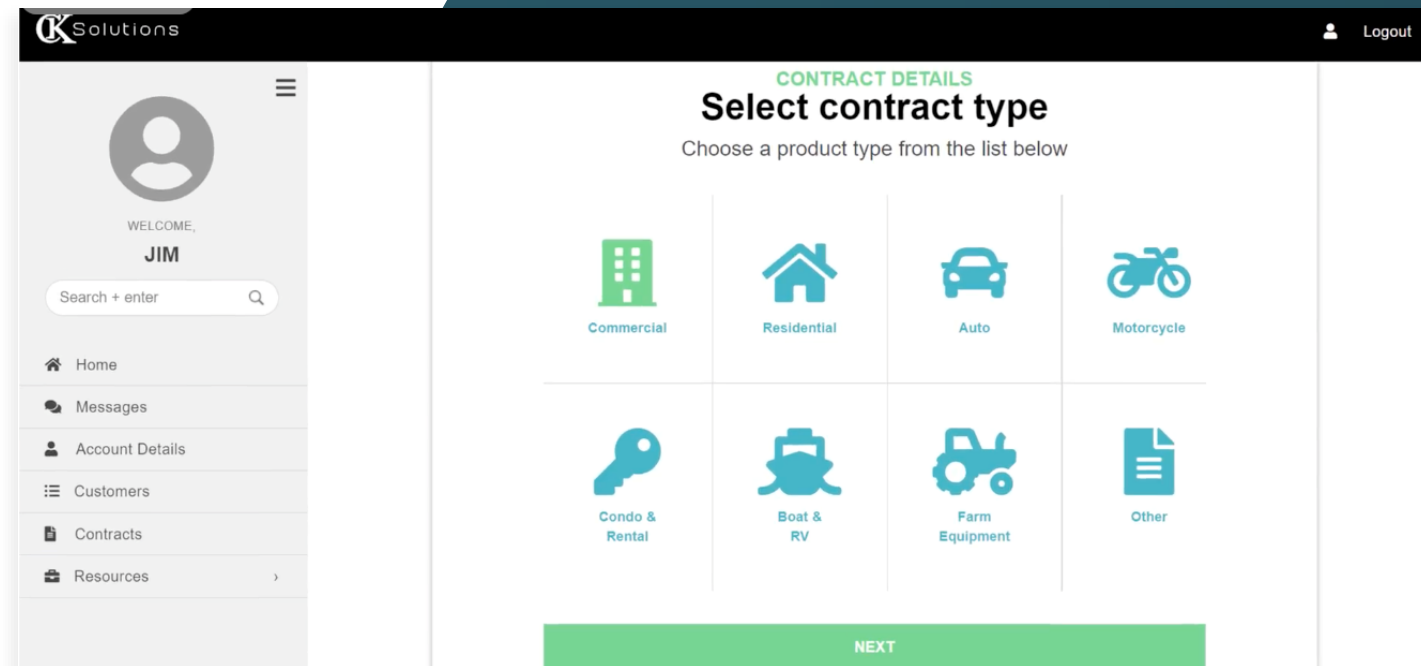 CK Solutions
Logout
WELCOME,
JIM
Search + enter
Home
Messages
Account Details
Customers
Contracts
Resources
CONTRACT DETAILS
Select contract type
Choose a product type from the list below
Commercial
Residential
Auto
Motorcycle
Condo &
Rental
Boat &
RV
Farm
Equipment
Other
NEXT